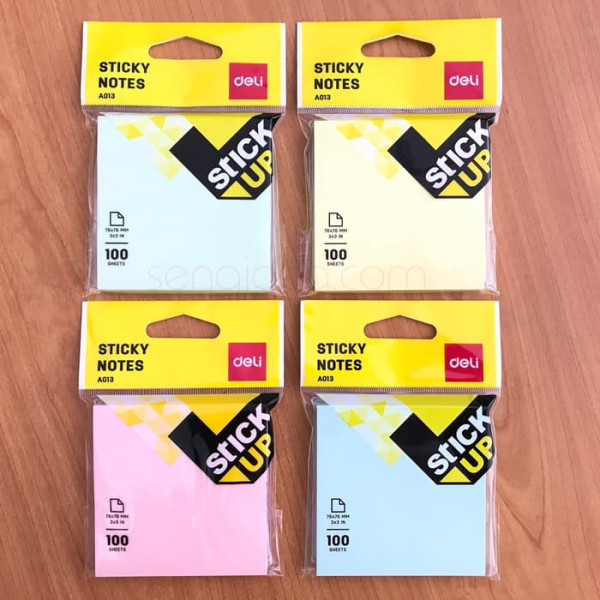 STICKY
NOTES
A013
deli
STICK
UP
76x76 MM
3x3 IN
100
SHEETS
STICKY
NOTES
A013
deli
STICK
UP
76x76 MM
3x3 IN
100
SHEETS
STICKY
NOTES
A013
deli
STICK
UP
76x76 MM
3x3 IN
100
SHEETS
STICKY
NOTES
A013
deli
STICK
UP
76x76 MM
3x3 IN
100
SHEETS